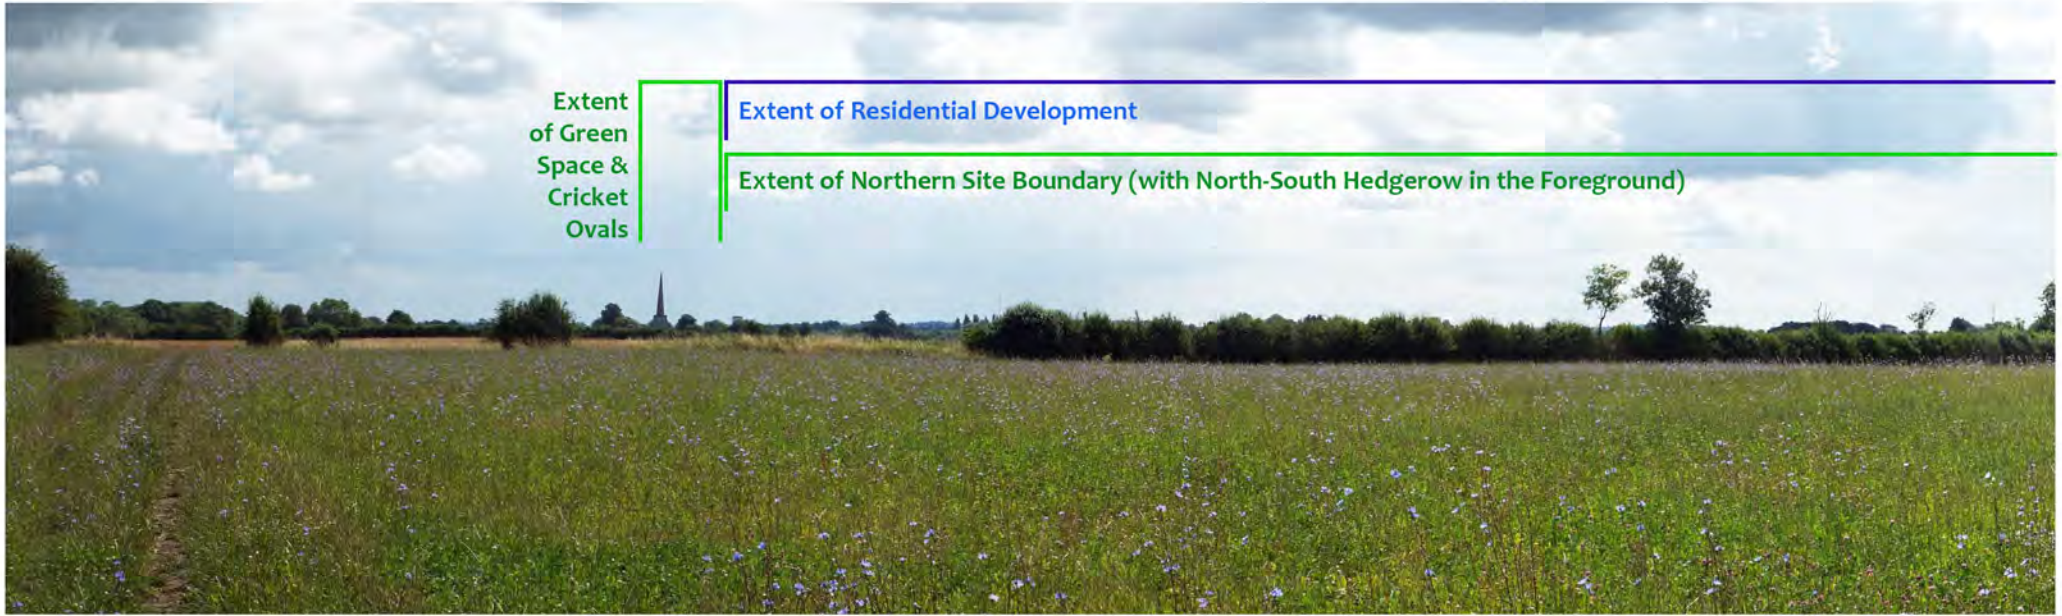 Extent
of Green
Space &
Cricket
Ovals
Extent of Residential Development
Extent of Northern Site Boundary (with North-South Hedgerow in the Foreground)